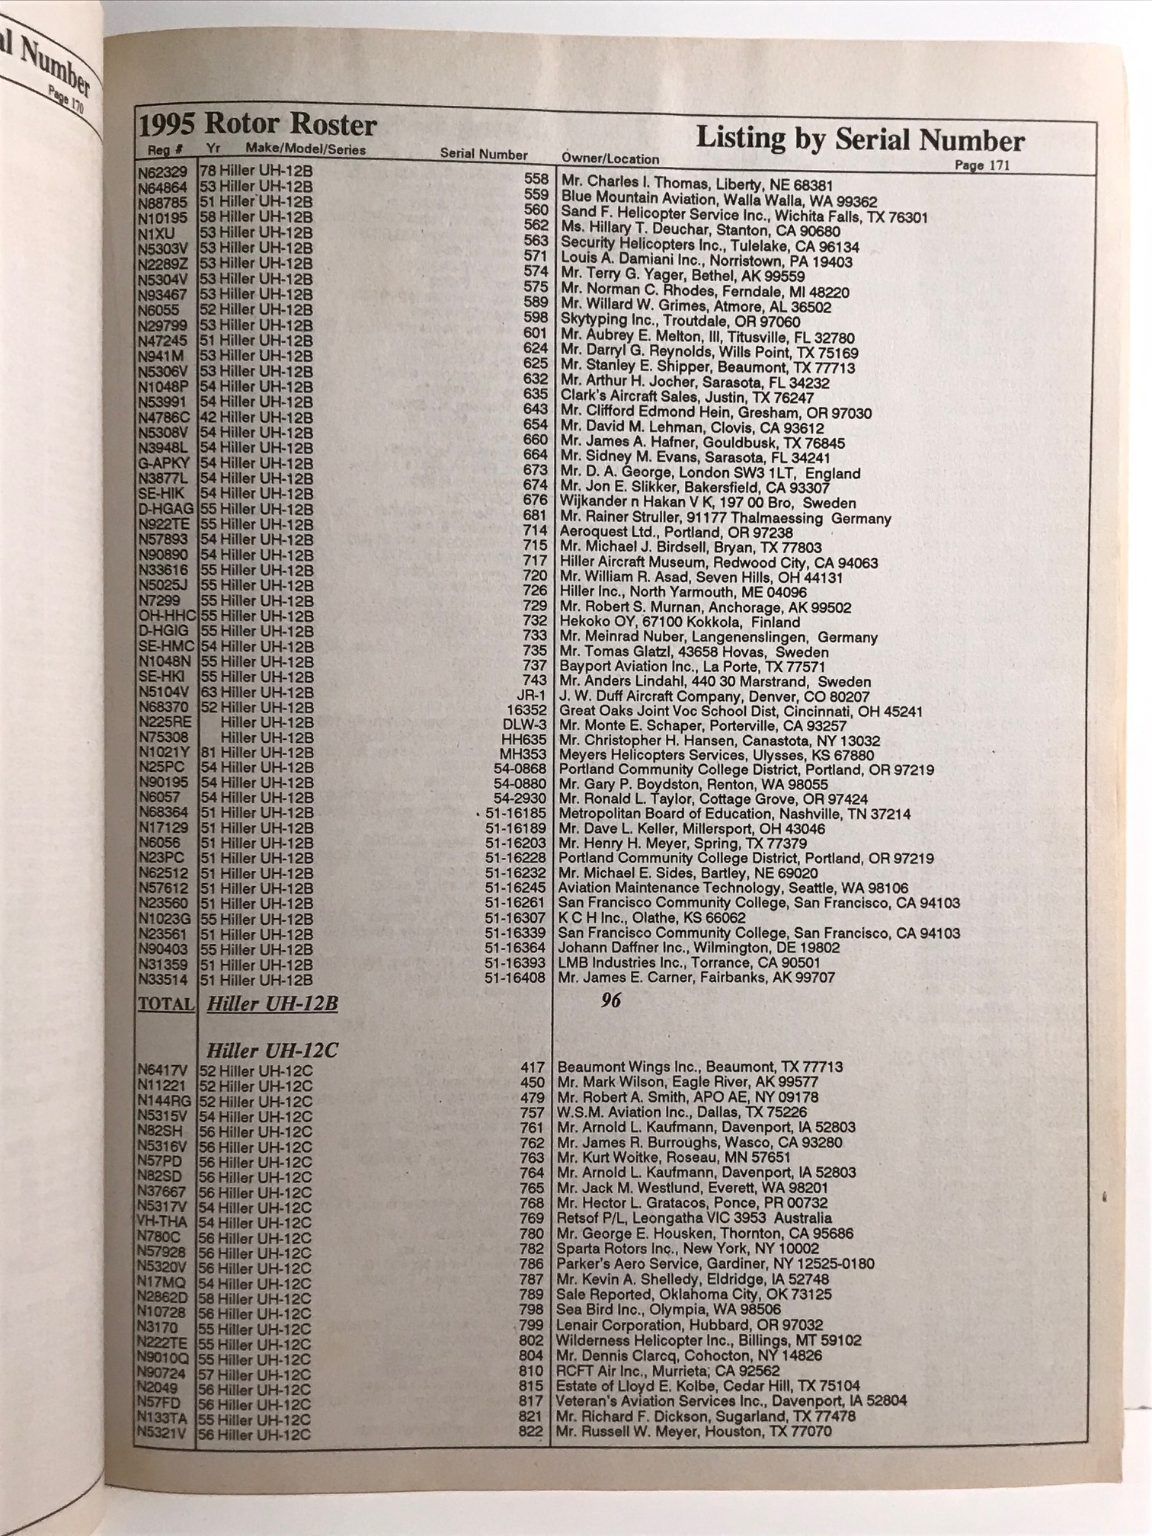 al Number
Page 170
1995 Rotor Roster Listing by Serial Number
Reg # Yr Make/Model/Series Serial Number Owner/Location Page 171
N62329 78 Hiller UH-12B 558 Mr. Charles I. Thomas, Liberty, NE 68381
N64864 53 Hiller UH-12B 559 Blue Mountain Aviation, Walla Walla, WA 99362
N88785 51 Hiller UH-12B 560 Sand F. Helicopter Service Inc., Wichita Falls, TX 76301
N10195 58 Hiller UH-12B 562 Ms. Hillary T. Deuchar, Stanton, CA 90680
N1XU 53 Hiller UH-12B 563 Security Helicopters Inc., Tulelake, CA 96134
N5303V 53 Hiller UH-12B 571 Louis A. Damiani Inc., Norristown, PA 19403
N2289Z 53 Hiller UH-12B 574 Mr. Terry G. Yager, Bethel, AK 99559
N5304V 53 Hiller UH-12B 575 Mr. Norman C. Rhodes, Ferndale, MI 48220
N93467 53 Hiller UH-12B 589 Mr. Willard W. Grimes, Atmore, AL 36502
N6055 52 Hiller UH-12B 598 Skytyping Inc., Troutdale, OR 97060
N29799 53 Hiller UH-12B 601 Mr. Aubrey E. Melton, III, Titusville, FL 32780
N47245 51 Hiller UH-12B 624 Mr. Darryl G. Reynolds, Wills Point, TX 75169
N941M 53 Hiller UH-12B 625 Mr. Stanley E. Shipper, Beaumont, TX 77713
N5306V 53 Hiller UH-12B 632 Mr. Arthur H. Jocher, Sarasota, FL 34232
N1048P 54 Hiller UH-12B 635 Clark's Aircraft Sales, Justin, TX 76247
N53991 54 Hiller UH-12B 643 Mr. Clifford Edmond Hein, Gresham, OR 97030
N4786C 42 Hiller UH-12B 654 Mr. David M. Lehman, Clovis, CA 93612
N5308V 54 Hiller UH-12B 660 Mr. James A. Hafner, Gouldbusk, TX 76845
N3948L 54 Hiller UH-12B 664 Mr. Sidney M. Evans, Sarasota, FL 34241
G-APKY 54 Hiller UH-12B 673 Mr. D. A. George, London SW3 1LT, England
N3877L 54 Hiller UH-12B 674 Mr. Jon E. Slikker, Bakersfield, CA 93307
SE-HIK 54 Hiller UH-12B 676 Wijkander n Hakan V K, 197 00 Bro, Sweden
D-HGAG 55 Hiller UH-12B 681 Mr. Rainer Struller, 91177 Thalmaessing Germany
N922TE 55 Hiller UH-12B 714 Aeroquest Ltd., Portland, OR 97238
N57893 54 Hiller UH-12B 715 Mr. Michael J. Birdsell, Bryan, TX 77803
N90890 54 Hiller UH-12B 717 Hiller Aircraft Museum, Redwood City, CA 94063
N33616 55 Hiller UH-12B 720 Mr. William R. Asad, Seven Hills, OH 44131
N5025J 55 Hiller UH-12B 726 Hiller Inc., North Yarmouth, ME 04096
N7299 55 Hiller UH-12B 729 Mr. Robert S. Murnan, Anchorage, AK 99502
OH-HHC 55 Hiller UH-12B 732 Hekoko OY, 67100 Kokkola, Finland
D-HGIG 55 Hiller UH-12B 733 Mr. Meinrad Nuber, Langenenslingen, Germany
SE-HMC 54 Hiller UH-12B 735 Mr. Tomas Glatzl, 43658 Hovas, Sweden
N1048N 55 Hiller UH-12B 737 Bayport Aviation Inc., La Porte, TX 77571
SE-HKI 55 Hiller UH-12B 743 Mr. Anders Lindahl, 440 30 Marstrand, Sweden
N5104V 63 Hiller UH-12B JR-1 J. W. Duff Aircraft Company, Denver, CO 80207
N68370 52 Hiller UH-12B 16352 Great Oaks Joint Voc School Dist, Cincinnati, OH 45241
N225RE Hiller UH-12B DLW-3 Mr. Monte E. Schaper, Porterville, CA 93257
N75308 Hiller UH-12B HH635 Mr. Christopher H. Hansen, Canastota, NY 13032
N1021Y 81 Hiller UH-12B MH353 Meyers Helicopters Services, Ulysses, KS 67880
N25PC 54 Hiller UH-12B 54-0868 Portland Community College District, Portland, OR 97219
N90195 54 Hiller UH-12B 54-0880 Mr. Gary P. Boydston, Renton, WA 98055
N6057 54 Hiller UH-12B 54-2930 Mr. Ronald L. Taylor, Cottage Grove, OR 97424
N68364 51 Hiller UH-12B 51-16185 Metropolitan Board of Education, Nashville, TN 37214
N17129 51 Hiller UH-12B 51-16189 Mr. Dave L. Keller, Millersport, OH 43046
N6056 51 Hiller UH-12B 51-16203 Mr. Henry H. Meyer, Spring, TX 77379
N23PC 51 Hiller UH-12B 51-16228 Portland Community College District, Portland, OR 97219
N62512 51 Hiller UH-12B 51-16232 Mr. Michael E. Sides, Bartley, NE 69020
N57612 51 Hiller UH-12B 51-16245 Aviation Maintenance Technology, Seattle, WA 98106
N23560 51 Hiller UH-12B 51-16261 San Francisco Community College, San Francisco, CA 94103
N1023G 55 Hiller UH-12B 51-16307 K C H Inc., Olathe, KS 66062
N23561 51 Hiller UH-12B 51-16339 San Francisco Community College, San Francisco, CA 94103
N90403 55 Hiller UH-12B 51-16364 Johann Daffner Inc., Wilmington, DE 19802
N31359 51 Hiller UH-12B 51-16393 LMB Industries Inc., Torrance, CA 90501
N33514 51 Hiller UH-12B 51-16408 Mr. James E. Carner, Fairbanks, AK 99707
TOTAL Hiller UH-12B 96
Hiller UH-12C
N6417V 52 Hiller UH-12C 417 Beaumont Wings Inc., Beaumont, TX 77713
N11221 52 Hiller UH-12C 450 Mr. Mark Wilson, Eagle River, AK 99577
N144RG 52 Hiller UH-12C 479 Mr. Robert A. Smith, APO AE, NY 09178
N5315V 54 Hiller UH-12C 757 W.S.M. Aviation Inc., Dallas, TX 75226
N82SH 56 Hiller UH-12C 761 Mr. Arnold L. Kaufmann, Davenport, IA 52803
N5316V 56 Hiller UH-12C 762 Mr. James R. Burroughs, Wasco, CA 93280
N57PD 56 Hiller UH-12C 763 Mr. Kurt Woitke, Roseau, MN 57651
N82SD 56 Hiller UH-12C 764 Mr. Arnold L. Kaufmann, Davenport, IA 52803
N37667 56 Hiller UH-12C 765 Mr. Jack M. Westlund, Everett, WA 98201
N5317V 54 Hiller UH-12C 768 Mr. Hector L. Gratacos, Ponce, PR 00732
VH-THA 54 Hiller UH-12C 769 Retsof P/L, Leongatha VIC 3953 Australia
N780C 56 Hiller UH-12C 780 Mr. George E. Housken, Thornton, CA 95686
N57928 56 Hiller UH-12C 782 Sparta Rotors Inc., New York, NY 10002
N5320V 56 Hiller UH-12C 786 Parker's Aero Service, Gardiner, NY 12525-0180
N17MQ 54 Hiller UH-12C 787 Mr. Kevin A. Shelledy, Eldridge, IA 52748
N2862D 58 Hiller UH-12C 789 Sale Reported, Oklahoma City, OK 73125
N10728 56 Hiller UH-12C 798 Sea Bird Inc., Olympia, WA 98506
N3170 55 Hiller UH-12C 799 Lenair Corporation, Hubbard, OR 97032
N222TE 55 Hiller UH-12C 802 Wilderness Helicopter Inc., Billings, MT 59102
N9010Q 55 Hiller UH-12C 804 Mr. Dennis Clarcq, Cohocton, NY 14826
N90724 57 Hiller UH-12C 810 RCFT Air Inc., Murrieta, CA 92562
N2049 56 Hiller UH-12C 815 Estate of Lloyd E. Kolbe, Cedar Hill, TX 75104
N57FD 56 Hiller UH-12C 817 Veteran's Aviation Services Inc., Davenport, IA 52804
N133TA 55 Hiller UH-12C 821 Mr. Richard F. Dickson, Sugarland, TX 77478
N5321V 56 Hiller UH-12C 822 Mr. Russell W. Meyer, Houston, TX 77070